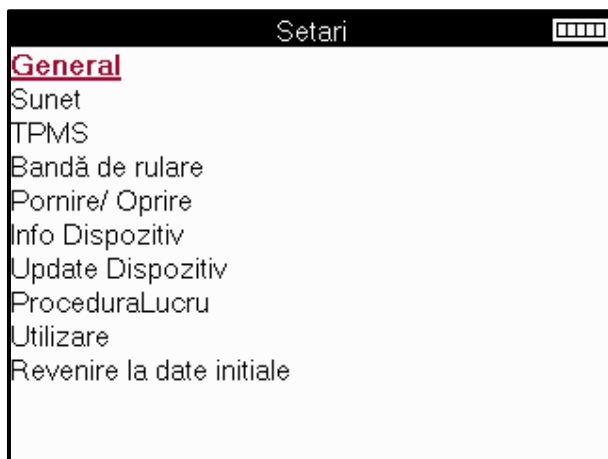 Setari
General
Sunet
TPMS
Bandă de rulare
Pornire/ Oprire
Info Dispozitiv
Update Dispozitiv
ProceduraLucru
Utilizare
Revenire la date initiale